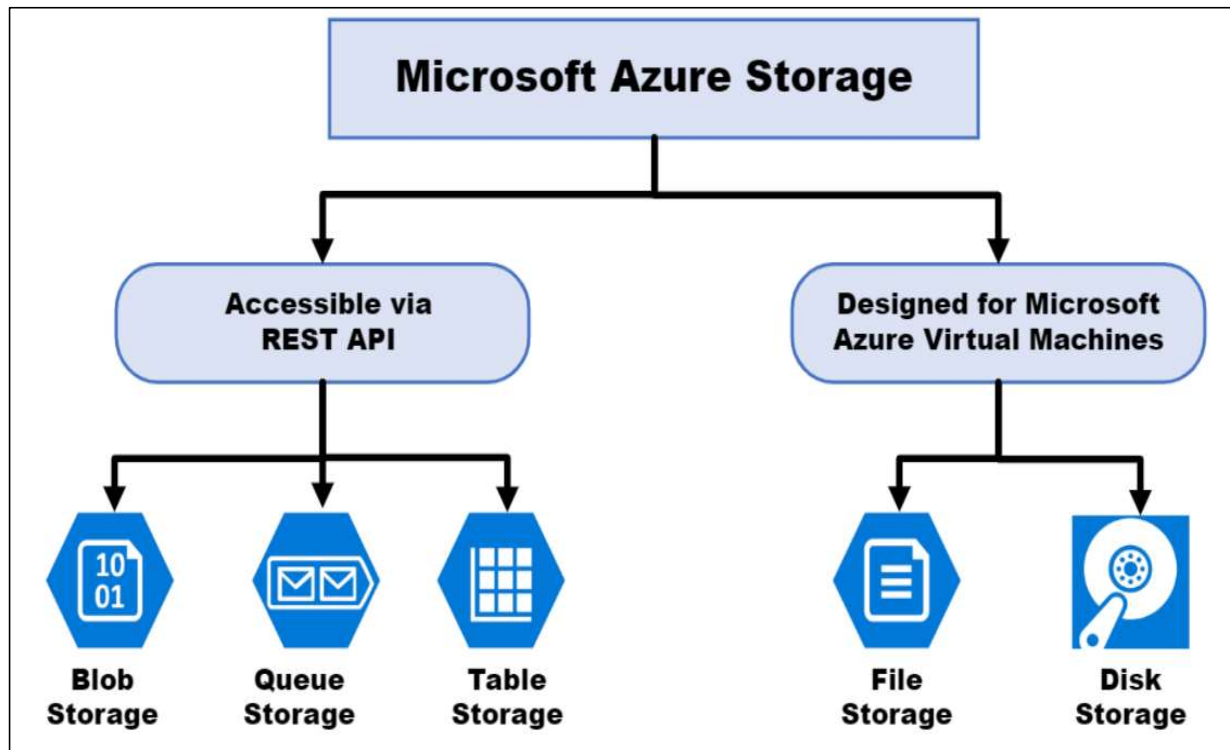 Microsoft Azure Storage
Accessible via
REST API
Designed for Microsoft
Azure Virtual Machines
10
01
Blob
Storage
Queue
Storage
Table
Storage
File
Storage
Disk
Storage